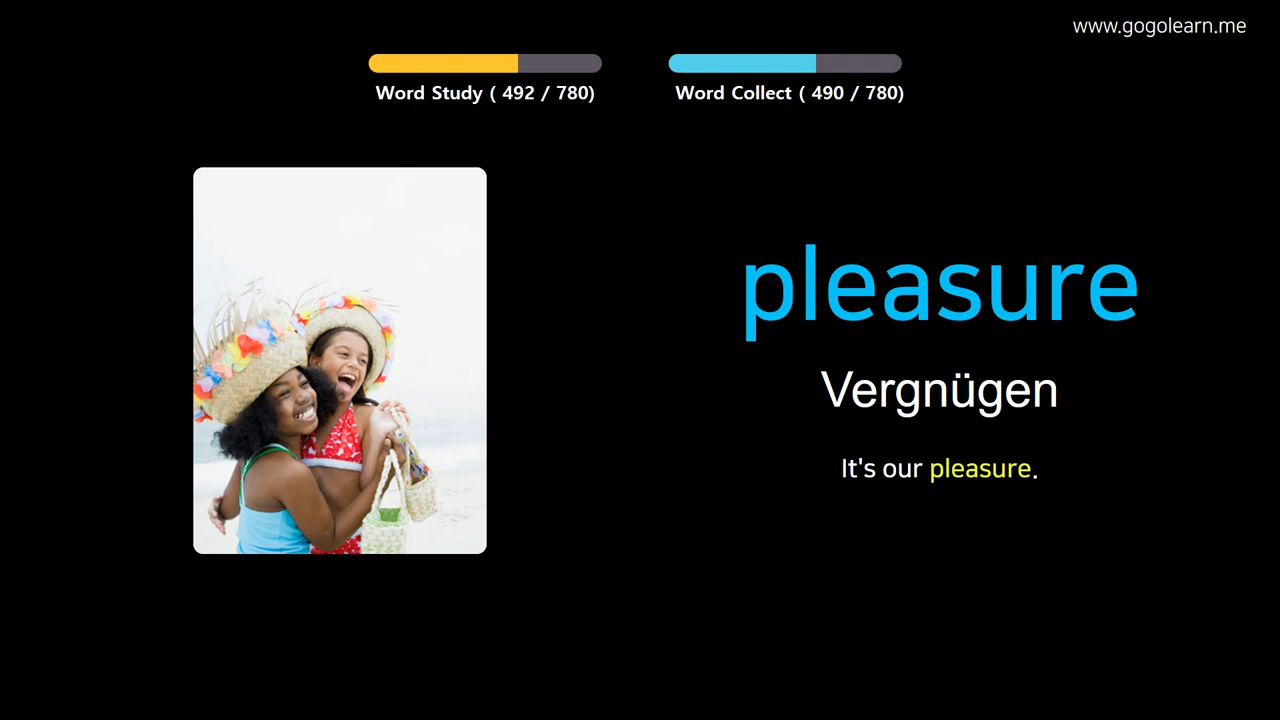 www.gogolearn.me
Word Study ( 492 / 780)
Word Collect ( 490 / 780)
pleasure
Vergnügen
It's our pleasure.